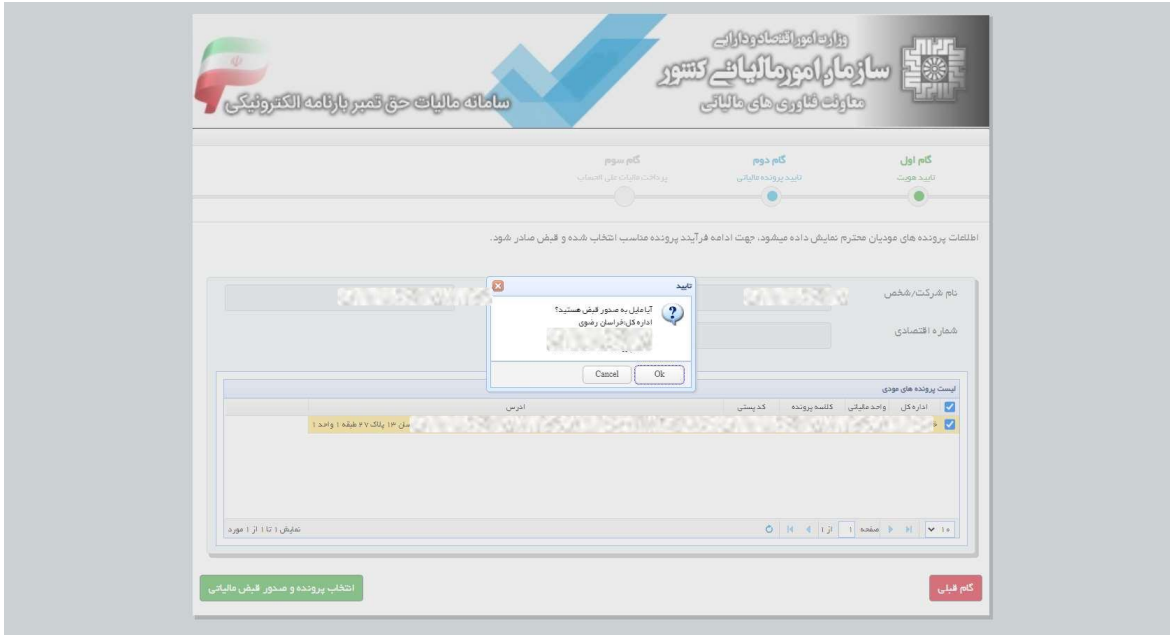 وزارت امور اقتصاد و دارایی
سازمان امور مالیاتی کشور
معاونت فناوری های مالیاتی
سامانه مالیات حق تمبر بارنامه الکترونیکی
گام اول
تایید هویت
گام دوم
تایید پرونده مالیاتی
گام سوم
پرداخت مالیات علی الحساب
اطلاعات پرونده های مودیان محترم نمایش داده میشود، جهت ادامه فرآیند پرونده مناسب انتخاب شده و قبض صادر شود.
نام شرکت/شخص
شماره اقتصادی
تایید
آیا مایل به صدور قبض هستید؟
اداره کل:خراسان رضوی
Ok
Cancel
لیست پرونده های مودی
اداره کل واحد مالیاتی کلاسه پرونده کد پستی ادرس
۱۳ پلاک ۲۷ طبقه ۱ واحد ۱
۱۰ صفحه ۱ از ۱
نمایش ۱ تا ۱ از ۱ مورد
گام قبلی
انتخاب پرونده و صدور قبض مالیاتی